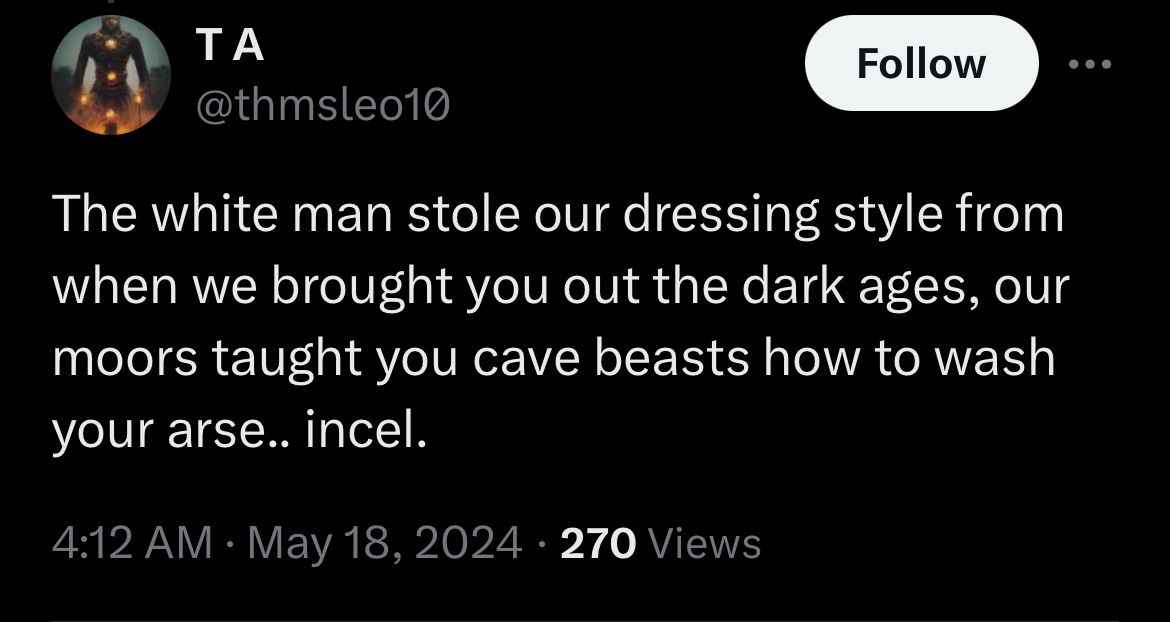 T A
Follow
@thmsleo10
The white man stole our dressing style from
when we brought you out the dark ages, our
moors taught you cave beasts how to wash
your arse.. incel.
4:12 AM · May 18, 2024 · 270 Views